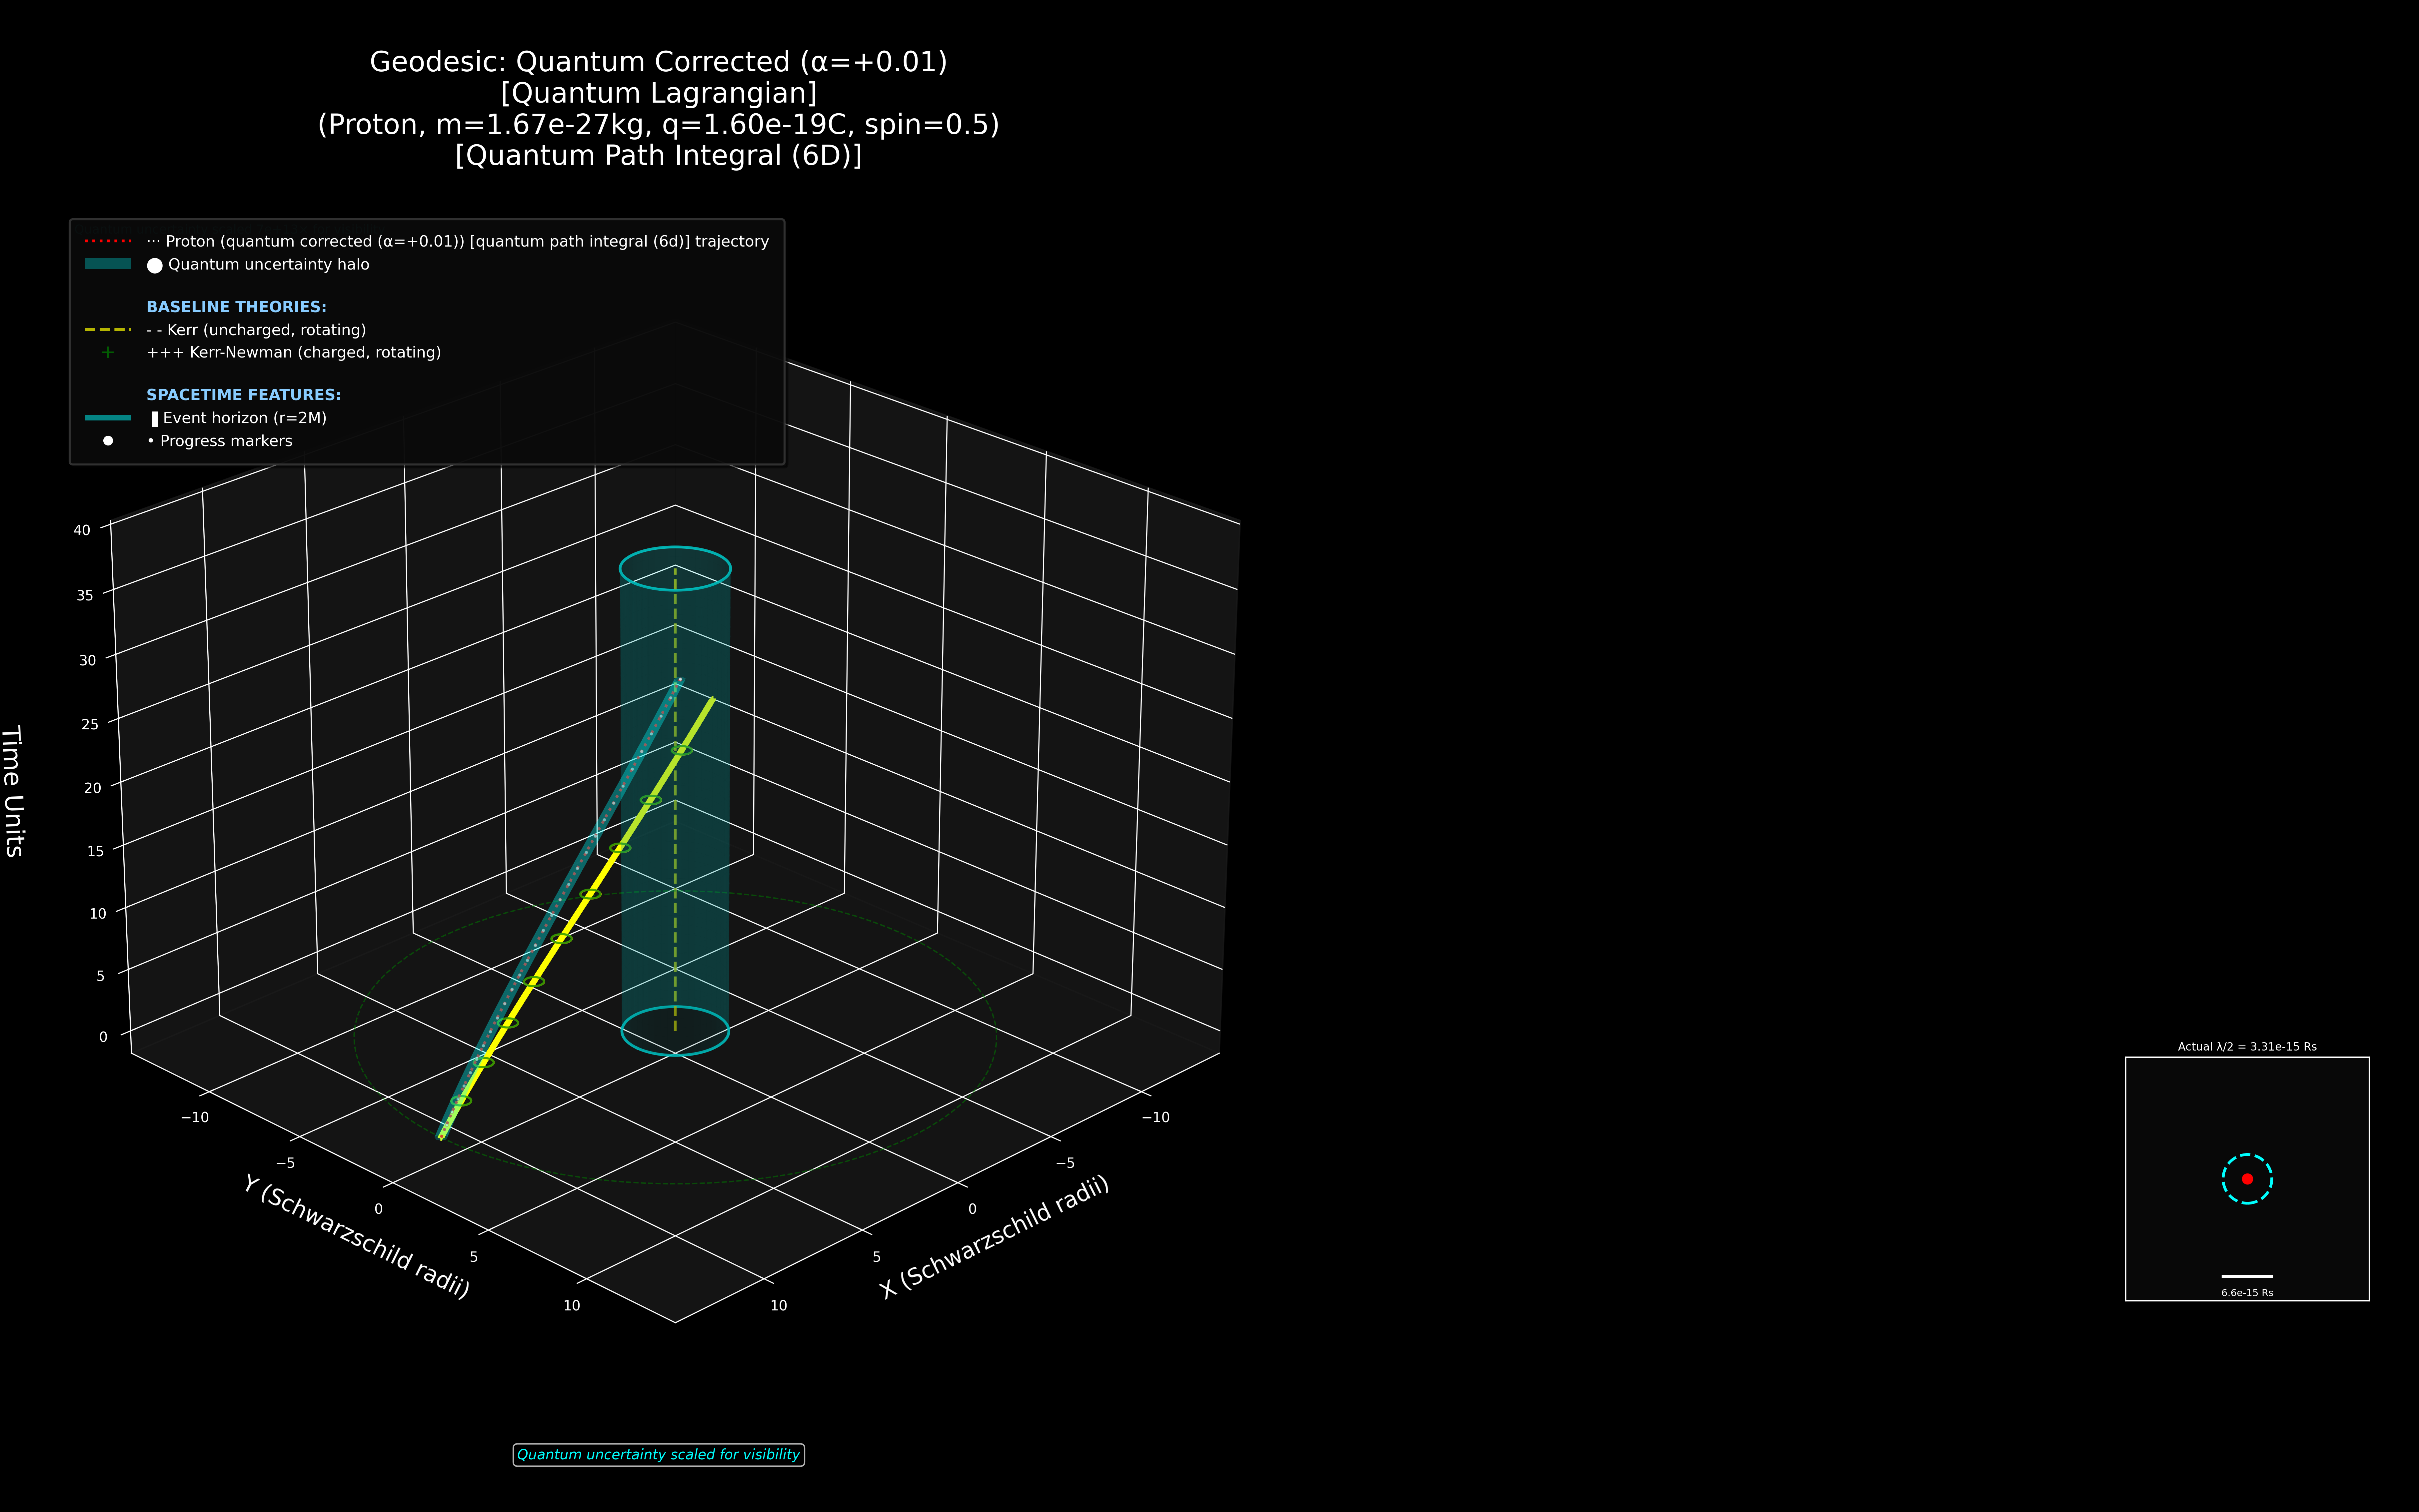 Geodesic: Quantum Corrected (α=+0.01)
[Quantum Lagrangian]
(Proton, m=1.67e-27kg, q=1.60e-19C, spin=0.5)
[Quantum Path Integral (6D)]
··· Proton (quantum corrected (α=+0.01)) [quantum path integral (6d)] trajectory
● Quantum uncertainty halo
BASELINE THEORIES:
- - Kerr (uncharged, rotating)
+++ Kerr-Newman (charged, rotating)
SPACETIME FEATURES:
▌Event horizon (r=2M)
• Progress markers
40
35
30
25
20
15
10
5
0
Time Units
−10
−5
0
5
10
Y (Schwarzschild radii)
−10
−5
0
5
10
X (Schwarzschild radii)
Actual λ/2 = 3.31e-15 Rs
6.6e-15 Rs
Quantum uncertainty scaled for visibility